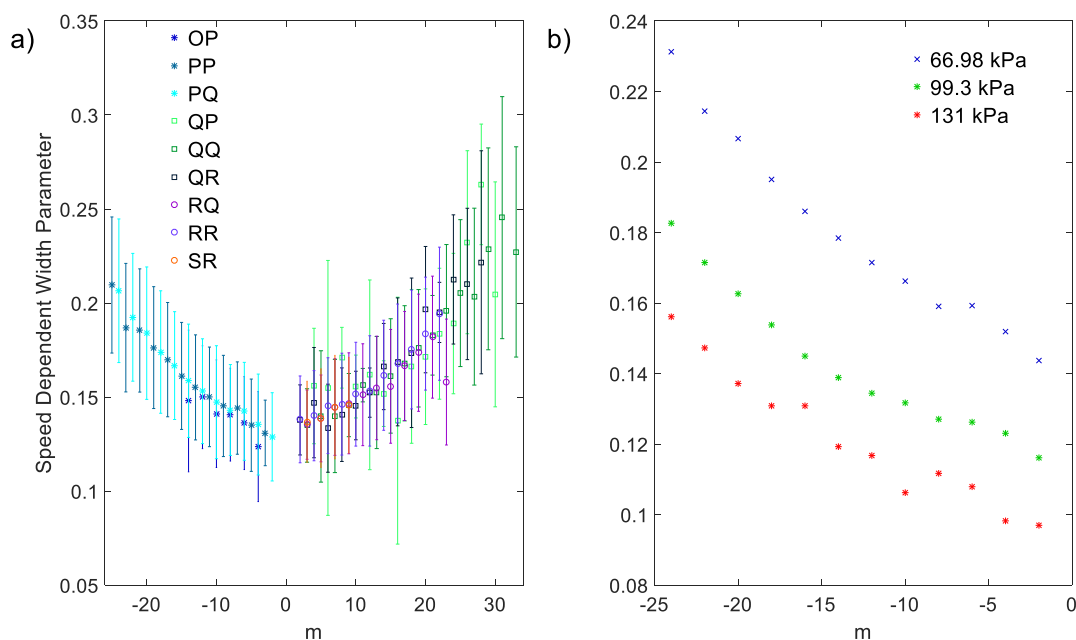 a)
Speed Dependent Width Parameter
0.35
0.3
0.25
0.2
0.15
0.1
0.05
OP
PP
PQ
QP
QQ
QR
RQ
RR
SR
-20 -10 0 10 20 30
m
b)
0.24
0.22
0.2
0.18
0.16
0.14
0.12
0.1
0.08
66.98 kPa
99.3 kPa
131 kPa
-25 -20 -15 -10 -5 0
m